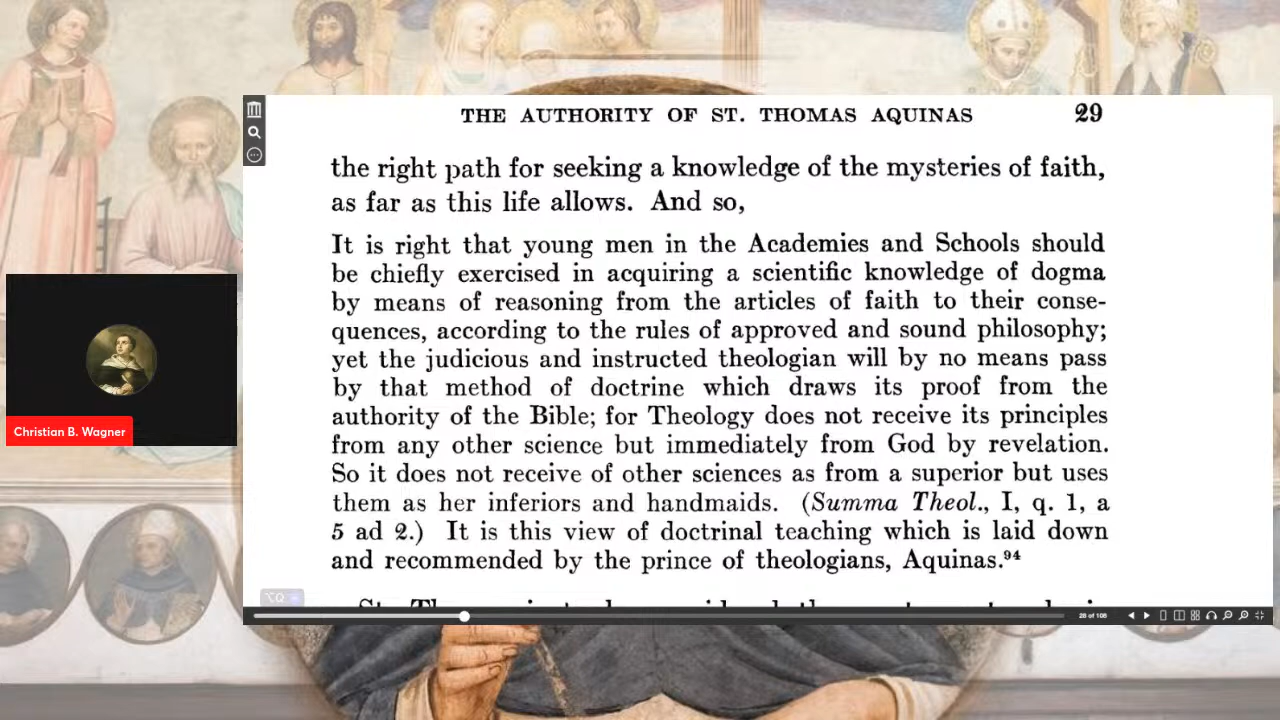 THE AUTHORITY OF ST. THOMAS AQUINAS 29
the right path for seeking a knowledge of the mysteries of faith,
as far as this life allows. And so,
It is right that young men in the Academies and Schools should
be chiefly exercised in acquiring a scientific knowledge of dogma
by means of reasoning from the articles of faith to their conse-
quences, according to the rules of approved and sound philosophy;
yet the judicious and instructed theologian will by no means pass
by that method of doctrine which draws its proof from the
authority of the Bible; for Theology does not receive its principles
from any other science but immediately from God by revelation.
So it does not receive of other sciences as from a superior but uses
them as her inferiors and handmaids. (Summa Theol., I, q. 1, a
5 ad 2.) It is this view of doctrinal teaching which is laid down
and recommended by the prince of theologians, Aquinas.⁹⁴
Christian B. Wagner
28 of 108